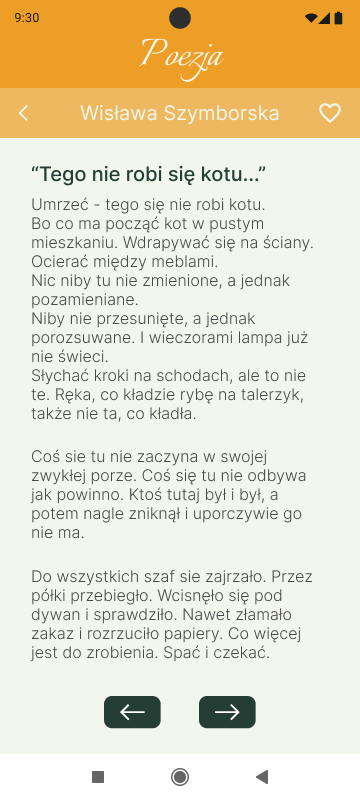 9:30
Poezja
Wisława Szymborska
“Tego nie robi się kotu...”
Umrzeć - tego się nie robi kotu.
Bo co ma począć kot w pustym
mieszkaniu. Wdrapywać się na ściany.
Ocierać między meblami.
Nic niby tu nie zmienione, a jednak
pozamieniane.
Niby nie przesunięte, a jednak
porozsuwane. I wieczorami lampa już
nie świeci.
Słychać kroki na schodach, ale to nie
te. Ręka, co kładzie rybę na talerzyk,
także nie ta, co kładła.
Coś sie tu nie zaczyna w swojej
zwykłej porze. Coś się tu nie odbywa
jak powinno. Ktoś tutaj był i był, a
potem nagle zniknął i uporczywie go
nie ma.
Do wszystkich szaf sie zajrzało. Przez
półki przebiegło. Wcisnęło się pod
dywan i sprawdziło. Nawet złamało
zakaz i rozrzuciło papiery. Co więcej
jest do zrobienia. Spać i czekać.